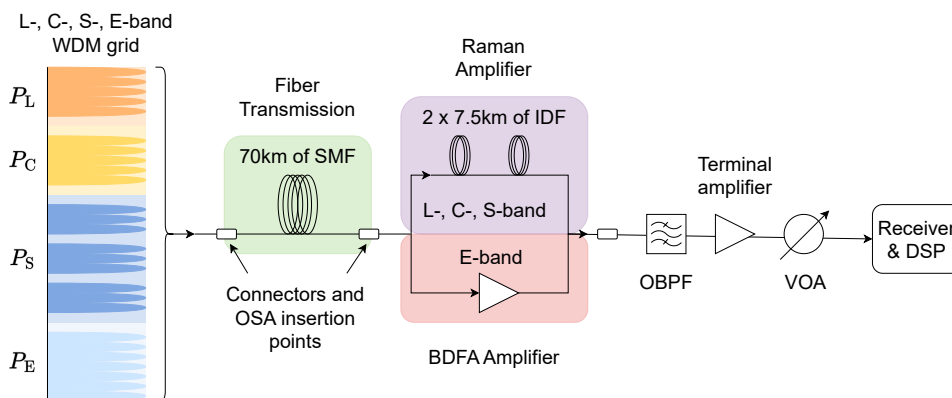 L-, C-, S-, E-band
WDM grid
P_L
P_C
P_S
P_E
Fiber
Transmission
70km of SMF
Connectors and
OSA insertion
points
Raman
Amplifier
2 x 7.5km of IDF
L-, C-, S-band
E-band
BDFA Amplifier
OBPF
Terminal
amplifier
VOA
Receiver
& DSP